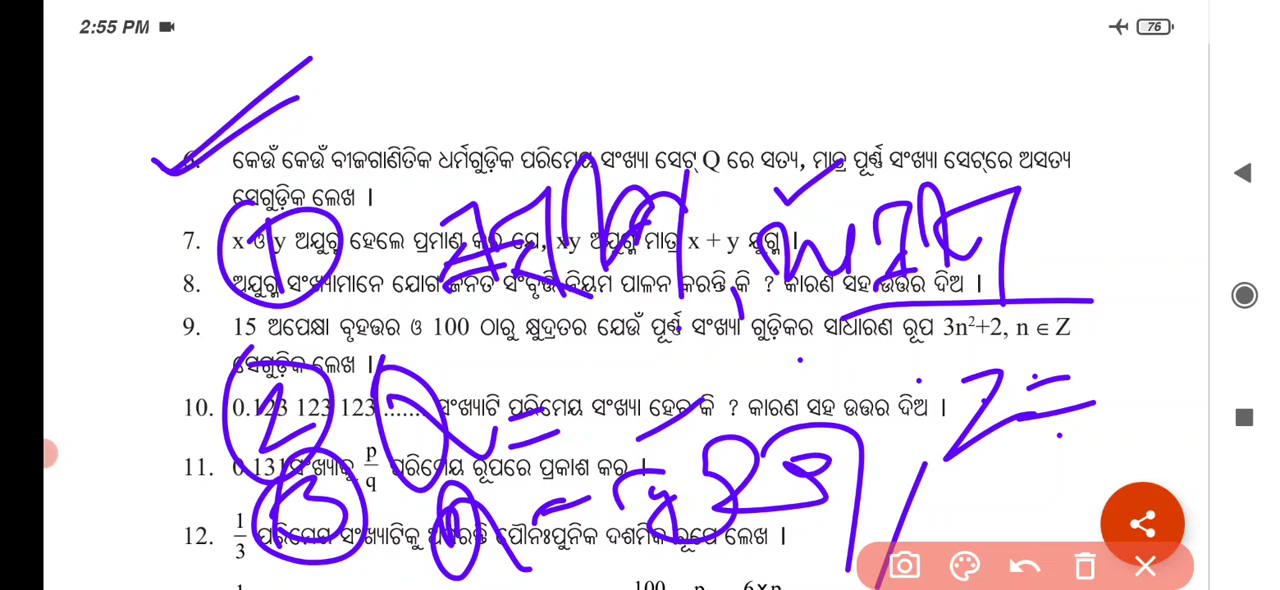 2:55 PM
76
6. କେଉଁ କେଉଁ ବୀଜଗାଣିତିକ ଧର୍ମଗୁଡ଼ିକ ପରିମେୟ ସଂଖ୍ୟା ସେଟ୍ Q ରେ ସତ୍ୟ, ମାତ୍ର ପୂର୍ଣ୍ଣ ସଂଖ୍ୟା ସେଟ୍‌ରେ ଅସତ୍ୟ
ସେଗୁଡ଼ିକ ଲେଖ ।
7. x ଓ y ଅଯୁଗ୍ମ ହେଲେ ପ୍ରମାଣ କର ଯେ, xy ଅଯୁଗ୍ମ ମାତ୍ର x + y ଯୁଗ୍ମ ।
8. ଅଯୁଗ୍ମ ସଂଖ୍ୟାମାନେ ଯୋଗ ଜନିତ ସଂବୃତ୍ତି ନିୟମ ପାଳନ କରନ୍ତି କି ? କାରଣ ସହ ଉତ୍ତର ଦିଅ ।
9. 15 ଅପେକ୍ଷା ବୃହତ୍ତର ଓ 100 ଠାରୁ କ୍ଷୁଦ୍ରତର ଯେଉଁ ପୂର୍ଣ୍ଣ ସଂଖ୍ୟା ଗୁଡ଼ିକର ସାଧାରଣ ରୂପ 3n²+2, n ∈ Z
ସେଗୁଡ଼ିକ ଲେଖ ।
10. 0.123 123 123 ...... ସଂଖ୍ୟାଟି ପରିମେୟ ସଂଖ୍ୟା ହେବ କି ? କାରଣ ସହ ଉତ୍ତର ଦିଅ ।
11. 0.131 ସଂଖ୍ୟାକୁ p/q ପରିମେୟ ରୂପରେ ପ୍ରକାଶ କର ।
12. 1/3 ପରିମେୟ ସଂଖ୍ୟାଟିକୁ ଅସରନ୍ତି ପୌନଃପୁନିକ ଦଶମିକ ରୂପେ ଲେଖ ।